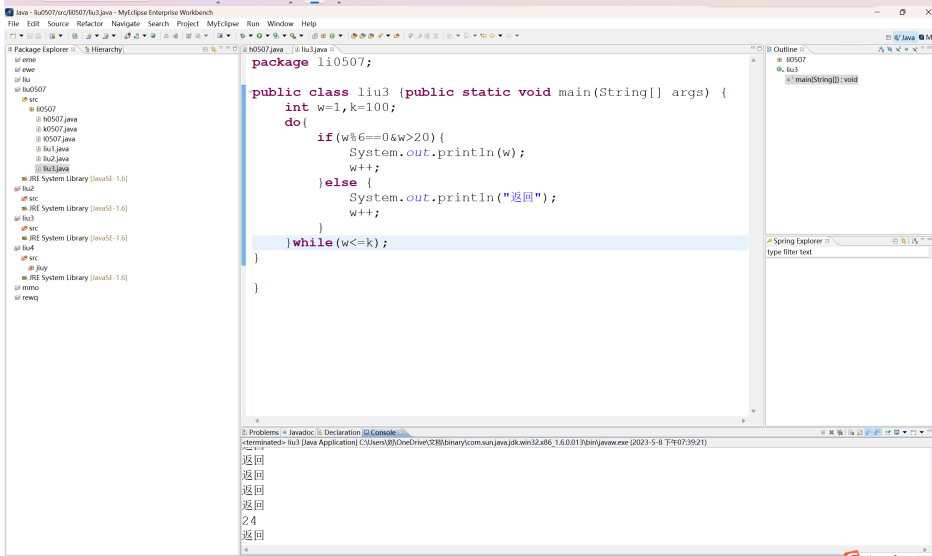 Java - liu0507/src/li0507/liu3.java - MyEclipse Enterprise Workbench
File Edit Source Refactor Navigate Search Project MyEclipse Run Window Help
Java
Package Explorer
Hierarchy
eme
ewe
liu
liu0507
src
li0507
h0507.java
k0507.java
l0507.java
liu1.java
liu2.java
liu3.java
JRE System Library [JavaSE-1.6]
liu2
src
JRE System Library [JavaSE-1.6]
liu3
src
JRE System Library [JavaSE-1.6]
liu4
src
jiuy
JRE System Library [JavaSE-1.6]
mmo
rewq
h0507.java
liu3.java
package li0507;
public class liu3 {public static void main(String[] args) {
int w=1,k=100;
do{
if(w%6==0&w>20){
System.out.println(w);
w++;
}else {
System.out.println("返回");
w++;
}
}while(w<=k);
}
}
Outline
li0507
liu3
main(String[]) : void
Spring Explorer
type filter text
Problems Javadoc Declaration Console
<terminated> liu3 [Java Application] C:\Users\刘\OneDrive\文档\binary\com.sun.java.jdk.win32.x86_1.6.0.013\bin\javaw.exe (2023-5-8 下午07:39:21)
返回
返回
返回
返回
24
返回